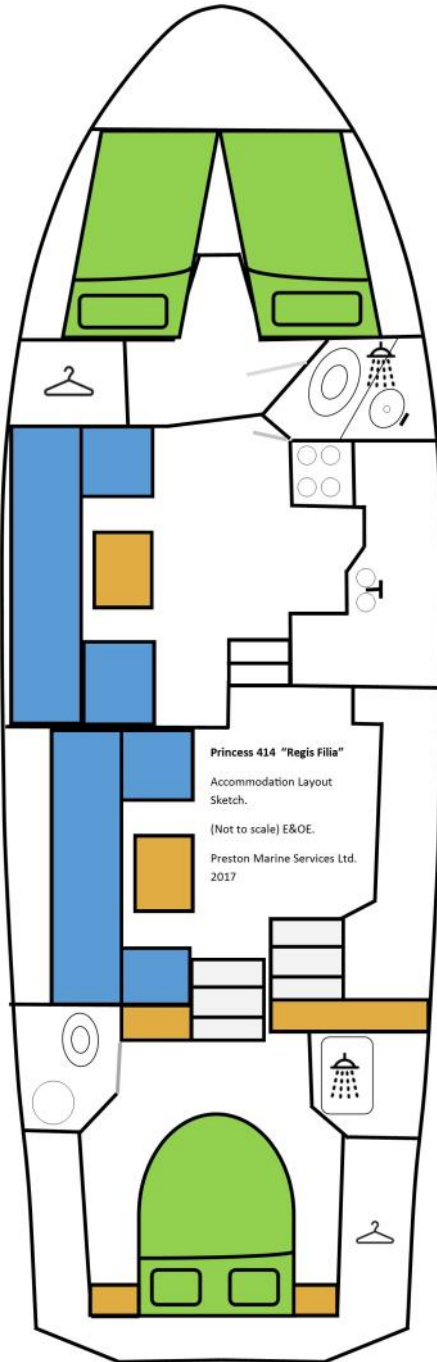 Princess 414 "Regis Filia"
Accommodation Layout
Sketch.
(Not to scale) E&OE.
Preston Marine Services Ltd.
2017